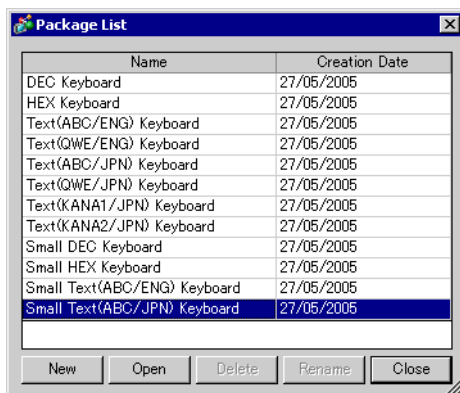 Package List
Name Creation Date
DEC Keyboard 27/05/2005
HEX Keyboard 27/05/2005
Text(ABC/ENG) Keyboard 27/05/2005
Text(QWE/ENG) Keyboard 27/05/2005
Text(ABC/JPN) Keyboard 27/05/2005
Text(QWE/JPN) Keyboard 27/05/2005
Text(KANA1/JPN) Keyboard 27/05/2005
Text(KANA2/JPN) Keyboard 27/05/2005
Small DEC Keyboard 27/05/2005
Small HEX Keyboard 27/05/2005
Small Text(ABC/ENG) Keyboard 27/05/2005
Small Text(ABC/JPN) Keyboard 27/05/2005
New Open Delete Rename Close